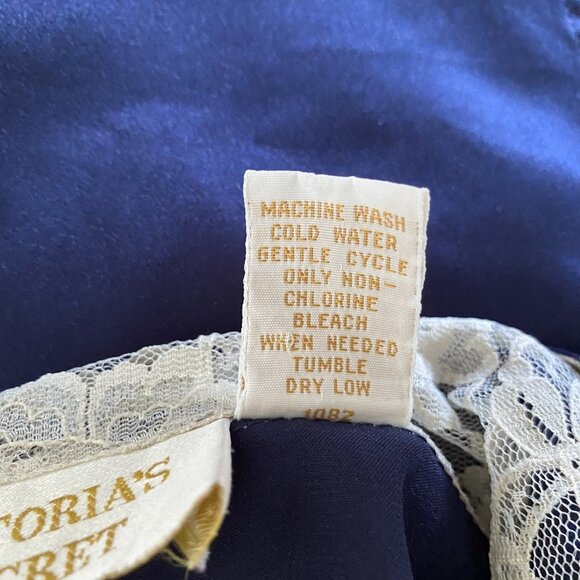 MACHINE WASH
COLD WATER
GENTLE CYCLE
ONLY NON-
CHLORINE
BLEACH
WHEN NEEDED
TUMBLE
DRY LOW
1082
TORIA'S
CRET